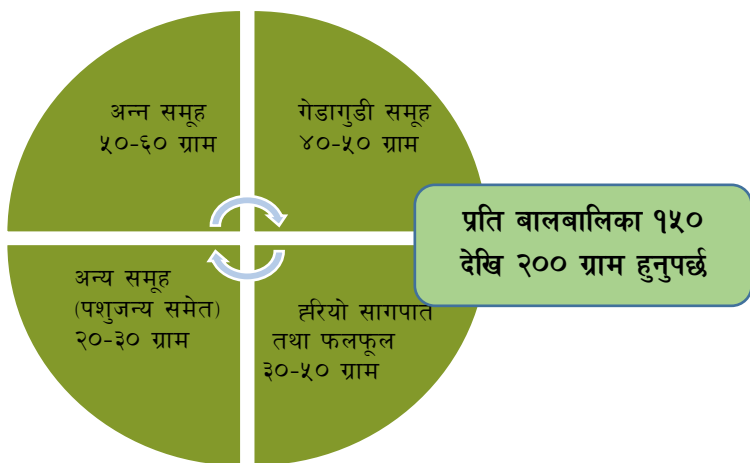 अन्न समूह
५०-६० ग्राम
गेडागुडी समूह
४०-५० ग्राम
प्रति बालबालिका १५०
देखि २०० ग्राम हुनुपर्छ
अन्य समूह
(पशुजन्य समेत)
२०-३० ग्राम
हरियो सागपात
तथा फलफूल
३०-५० ग्राम